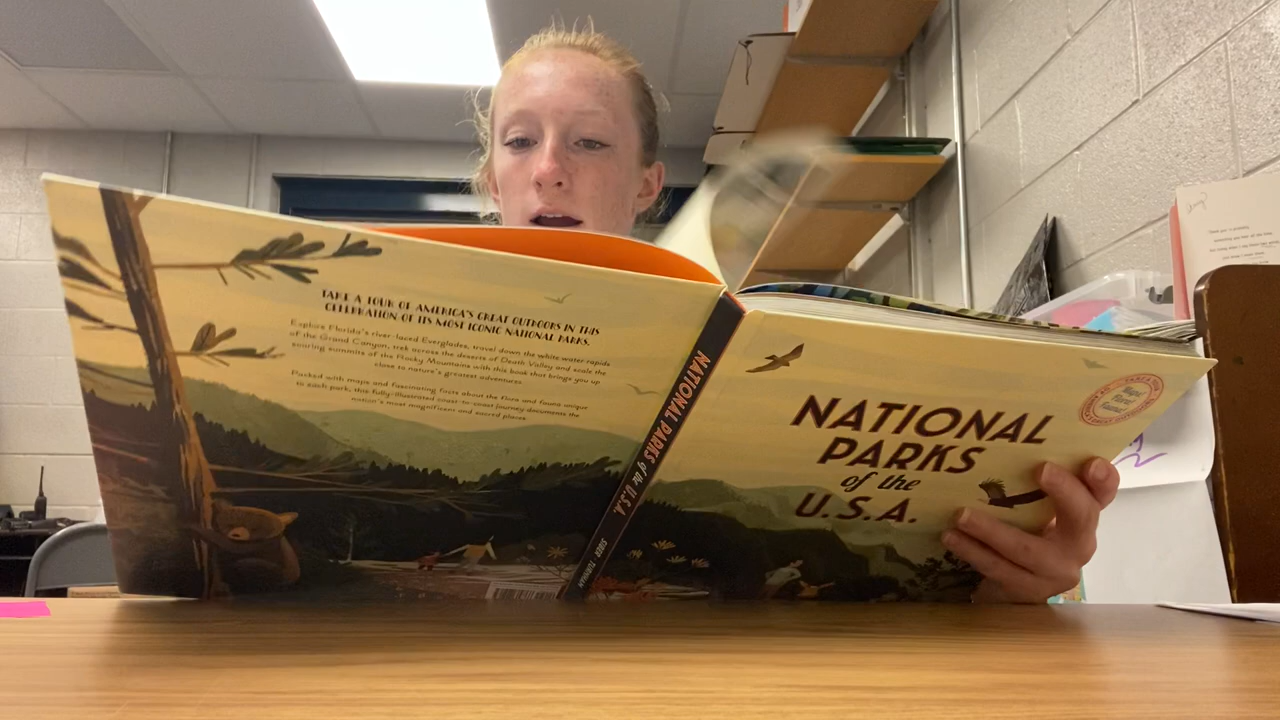 TAKE A TOUR OF AMERICA'S GREAT OUTDOORS IN THIS
CELEBRATION OF ITS MOST ICONIC NATIONAL PARKS.
Explore Florida's river-laced Everglades, travel down the white water rapids
of the Grand Canyon, trek across the deserts of Death Valley and scale the
soaring summits of the Rocky Mountains with this book that brings you up
close to nature's greatest adventures
Packed with maps and fascinating facts about the flora and fauna unique
to each park, this fully-illustrated coast-to-coast journey documents the
nation's most magnificent and sacred places
NATIONAL PARKS of the U.S.A.
SIBER TURNHAM
NATIONAL
PARKS
of the
U.S.A.
Maps!
Flora!
Fauna!